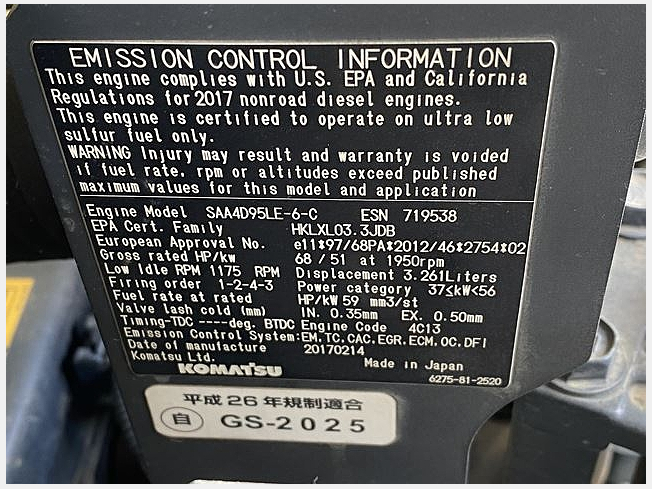 EMISSION CONTROL INFORMATION
This engine complies with U.S. EPA and California
Regulations for 2017 nonroad diesel engines.
This engine is certified to operate on ultra low
sulfur fuel only.
WARNING Injury may result and warranty is voided
if fuel rate, rpm or altitudes exceed published
maximum values for this model and application
Engine Model SAA4D95LE-6-C ESN 719538
EPA Cert. Family HKLXL03.3JDB
European Approval No. e11*97/68PA*2012/46*2754*02
Gross rated HP/kw 68/51 at 1950rpm
Low Idle RPM 1175 RPM Displacement 3.261Liters
Firing order 1-2-4-3 Power category 37≤kW<56
Fuel rate at rated HP/kW 59 mm3/st
Valve lash cold (mm) IN. 0.35mm EX. 0.50mm
Timing-TDC ----deg. BTDC Engine Code 4C13
Emission Control System:EM.TC.CAC.EGR.ECM.OC.DFI
Date of manufacture 20170214
Komatsu Ltd. Made in Japan
KOMATSU 6275-81-2520
平成26年規制適合
自 GS-2025